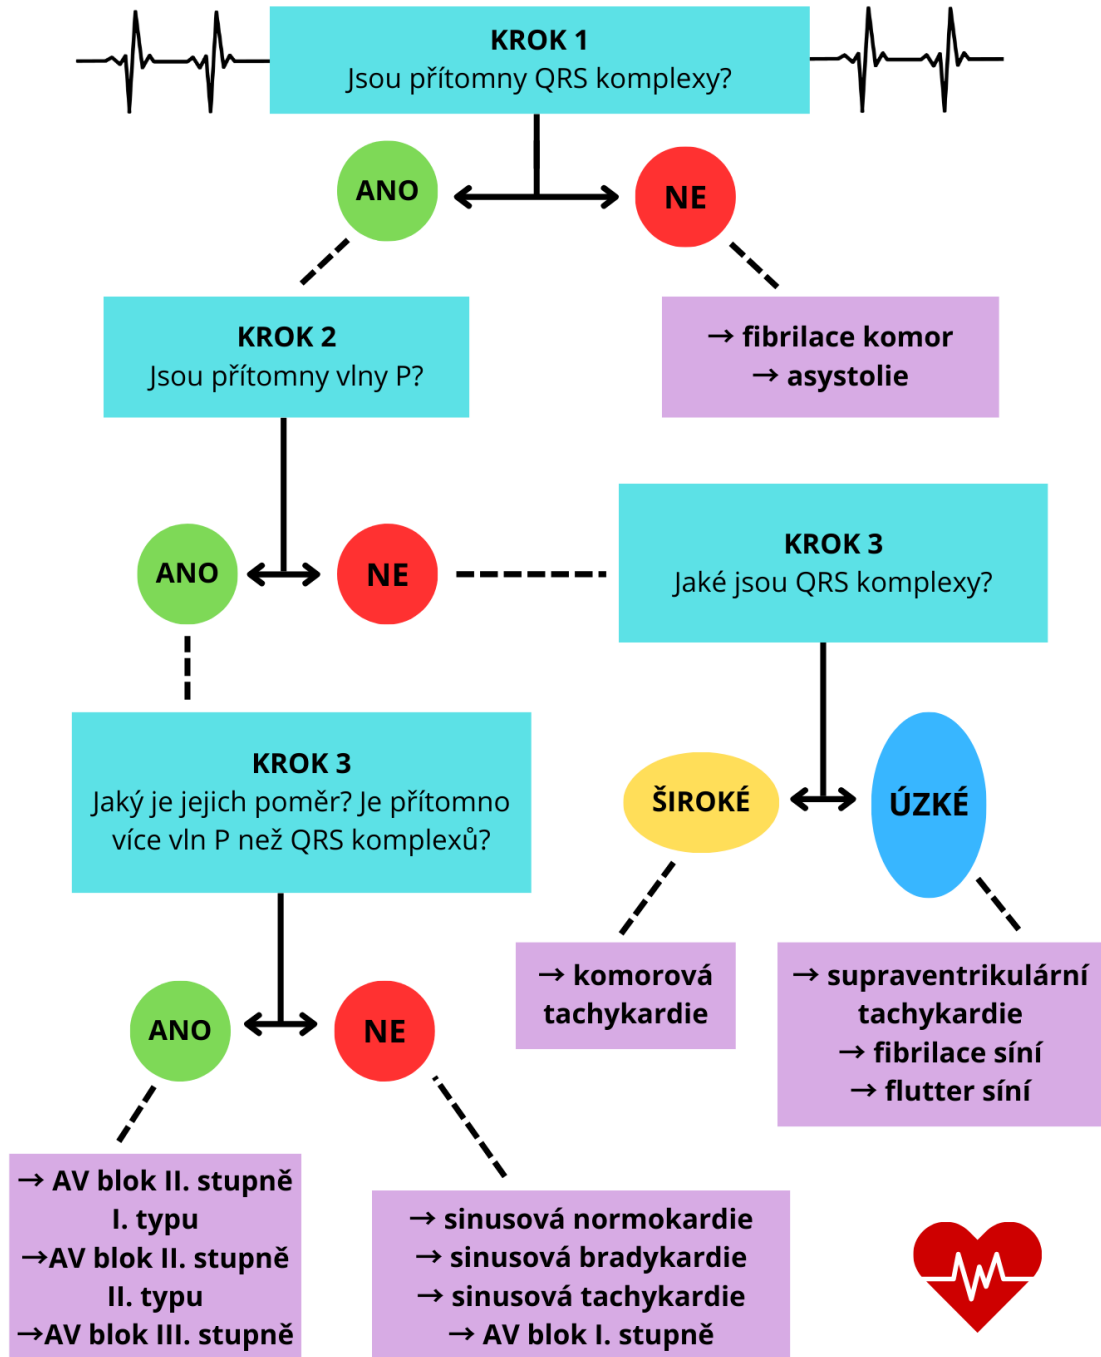 KROK 1
Jsou přítomny QRS komplexy?
ANO
NE
KROK 2
Jsou přítomny vlny P?
→ fibrilace komor
→ asystolie
ANO
NE
KROK 3
Jaké jsou QRS komplexy?
KROK 3
Jaký je jejich poměr? Je přítomno
více vln P než QRS komplexů?
ŠIROKÉ
ÚZKÉ
→ komorová
tachykardie
→ supraventrikulární
tachykardie
→ fibrilace síní
→ flutter síní
ANO
NE
→ AV blok II. stupně
I. typu
→AV blok II. stupně
II. typu
→AV blok III. stupně
→ sinusová normokardie
→ sinusová bradykardie
→ sinusová tachykardie
→ AV blok I. stupně